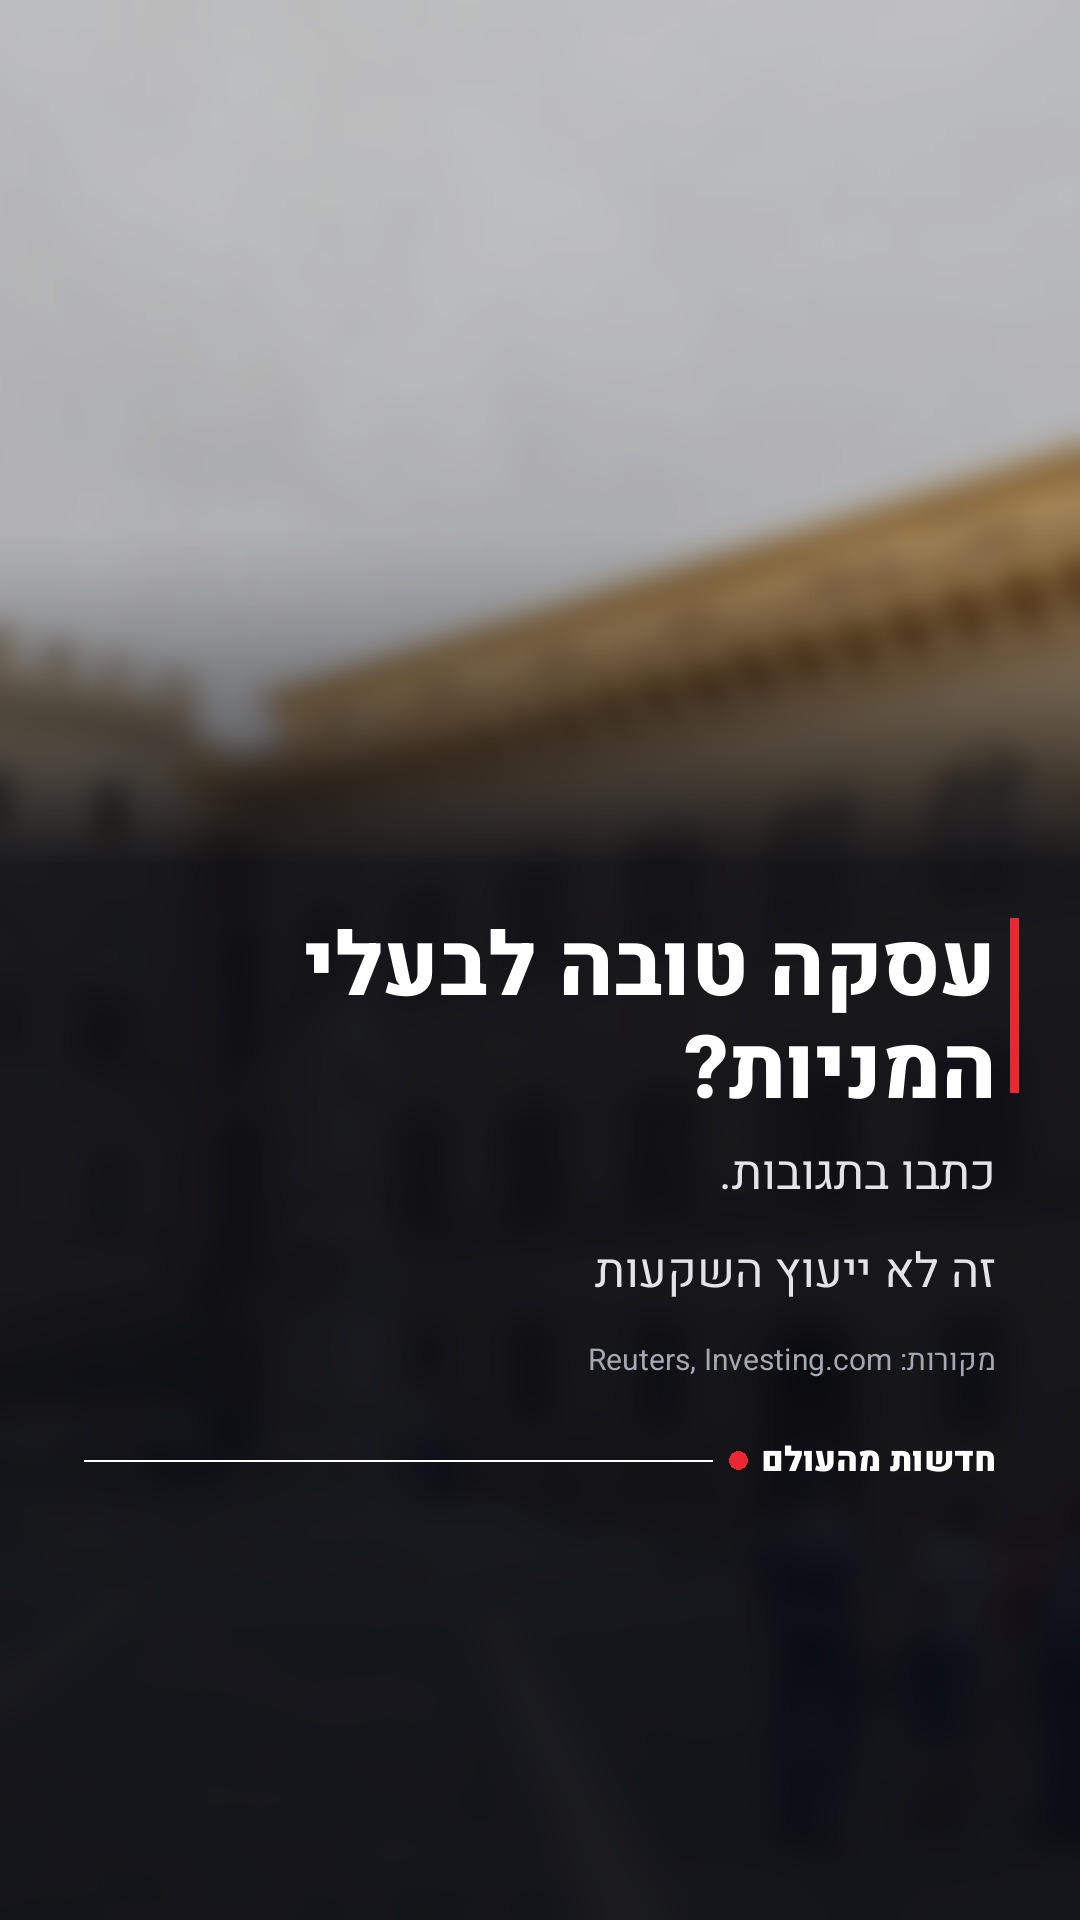 עסקה טובה לבעלי
המניות?
כתבו בתגובות.
זה לא ייעוץ השקעות
מקורות: Reuters, Investing.com
חדשות מהעולם